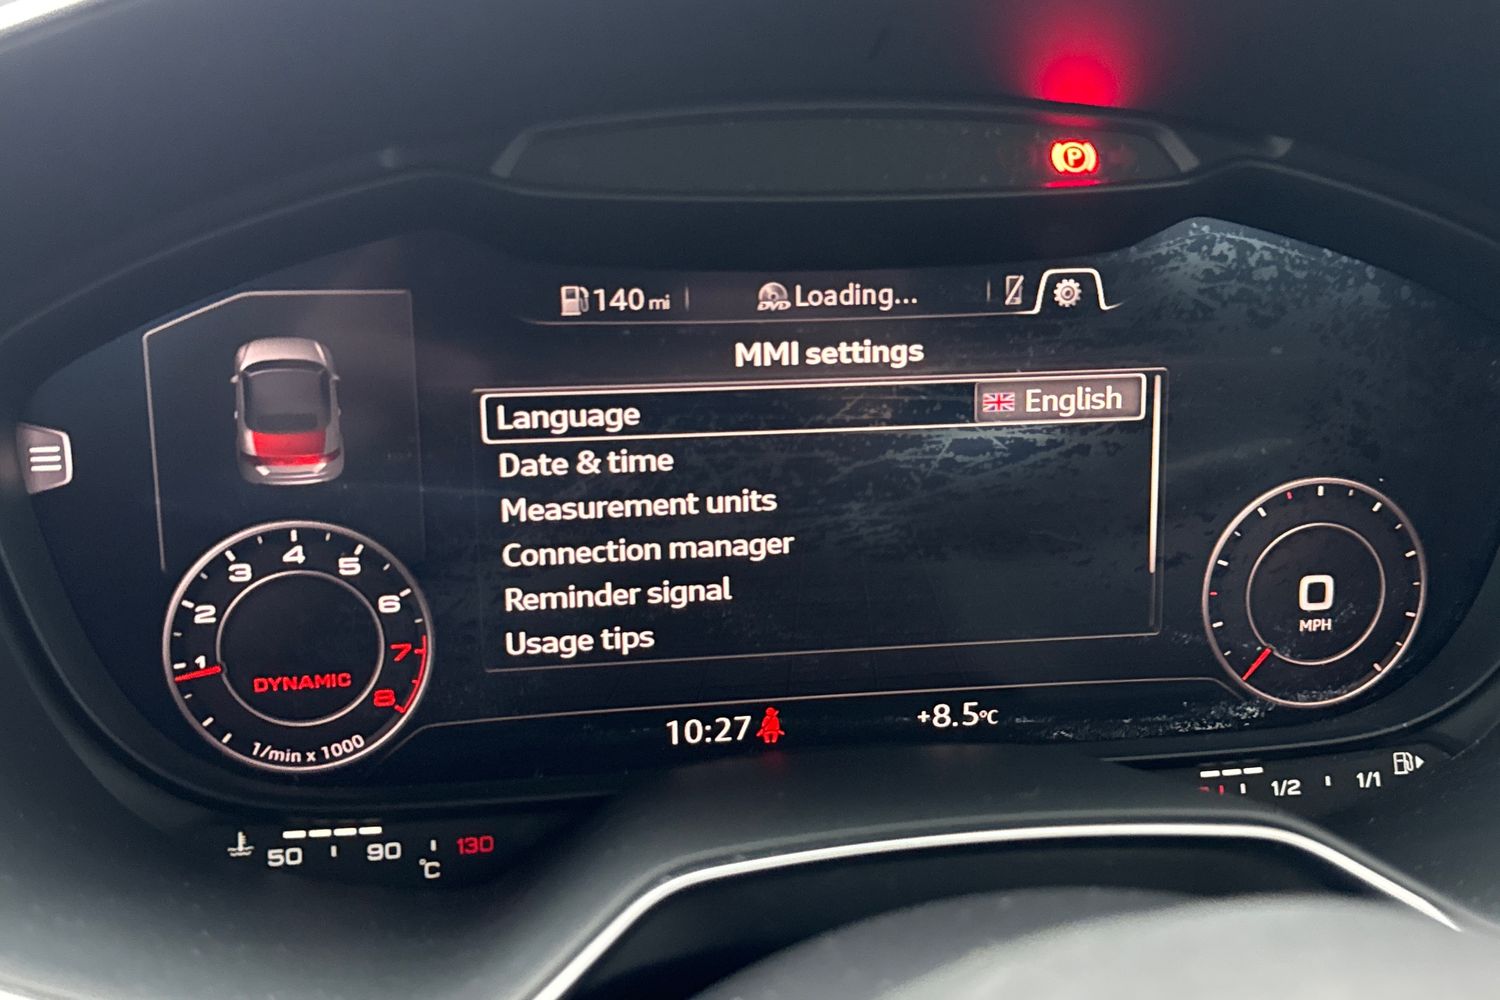 P
140 mi
DVD Loading...
MMI settings
Language English
Date & time
Measurement units
Connection manager
Reminder signal
Usage tips
1 2 3 4 5 6 7 8
DYNAMIC
1/min x 1000
0
MPH
10:27
+8.5°C
50 90 130
°C
1/2 1/1